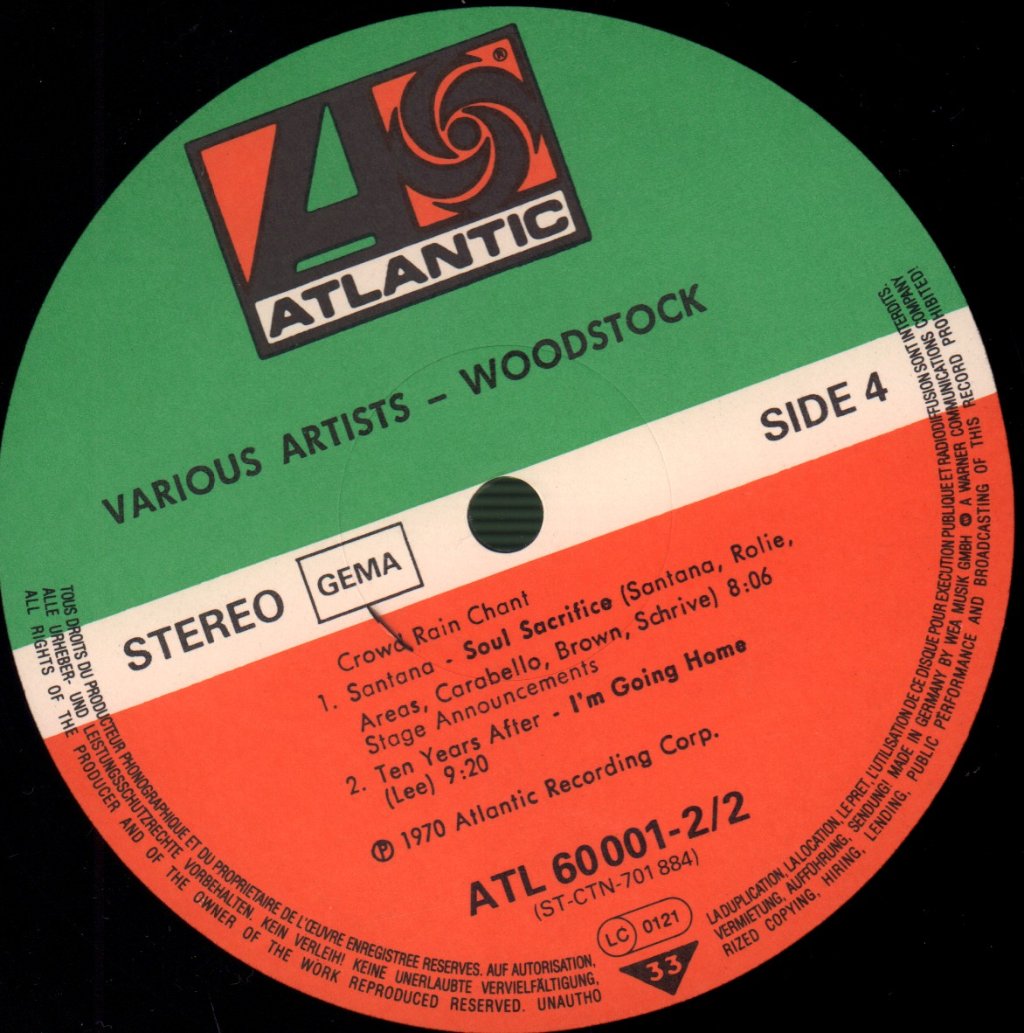 ®
ATLANTIC
VARIOUS ARTISTS – WOODSTOCK
SIDE 4
STEREO
GEMA
Crowd Rain Chant
1. Santana - Soul Sacrifice (Santana, Rolie,
Areas, Carabello, Brown, Schrive) 8:06
Stage Announcements
2. Ten Years After - I'm Going Home
(Lee) 9:20
℗ 1970 Atlantic Recording Corp.
ATL 60 001-2/2
(ST-CTN-701 884)
LC 0121
33
TOUS DROITS DU PRODUCTEUR PHONOGRAPHIQUE ET DU PROPRIETAIRE DE L'ŒUVRE ENREGISTREE RESERVES. AUF AUTORISATION,
LA DUPLICATION, LA LOCATION, LE PRET, L'UTILISATION DE CE DISQUE POUR EXECUTION PUBLIQUE ET RADIODIFFUSION SONT INTERDITS.
ALLE URHEBER- UND LEISTUNGSSCHUTZRECHTE VORBEHALTEN. KEIN VERLEIH! KEINE UNERLAUBTE VERVIELFÄLTIGUNG,
VERMIETUNG, AUFFÜHRUNG, SENDUNG! MADE IN GERMANY BY WEA MUSIK GMBH A WARNER COMMUNICATIONS COMPANY
ALL RIGHTS OF THE PRODUCER AND OF THE OWNER OF THE WORK REPRODUCED RESERVED. UNAUTHO
RIZED COPYING, HIRING, LENDING, PUBLIC PERFORMANCE AND BROADCASTING OF THIS RECORD PROHIBITED!